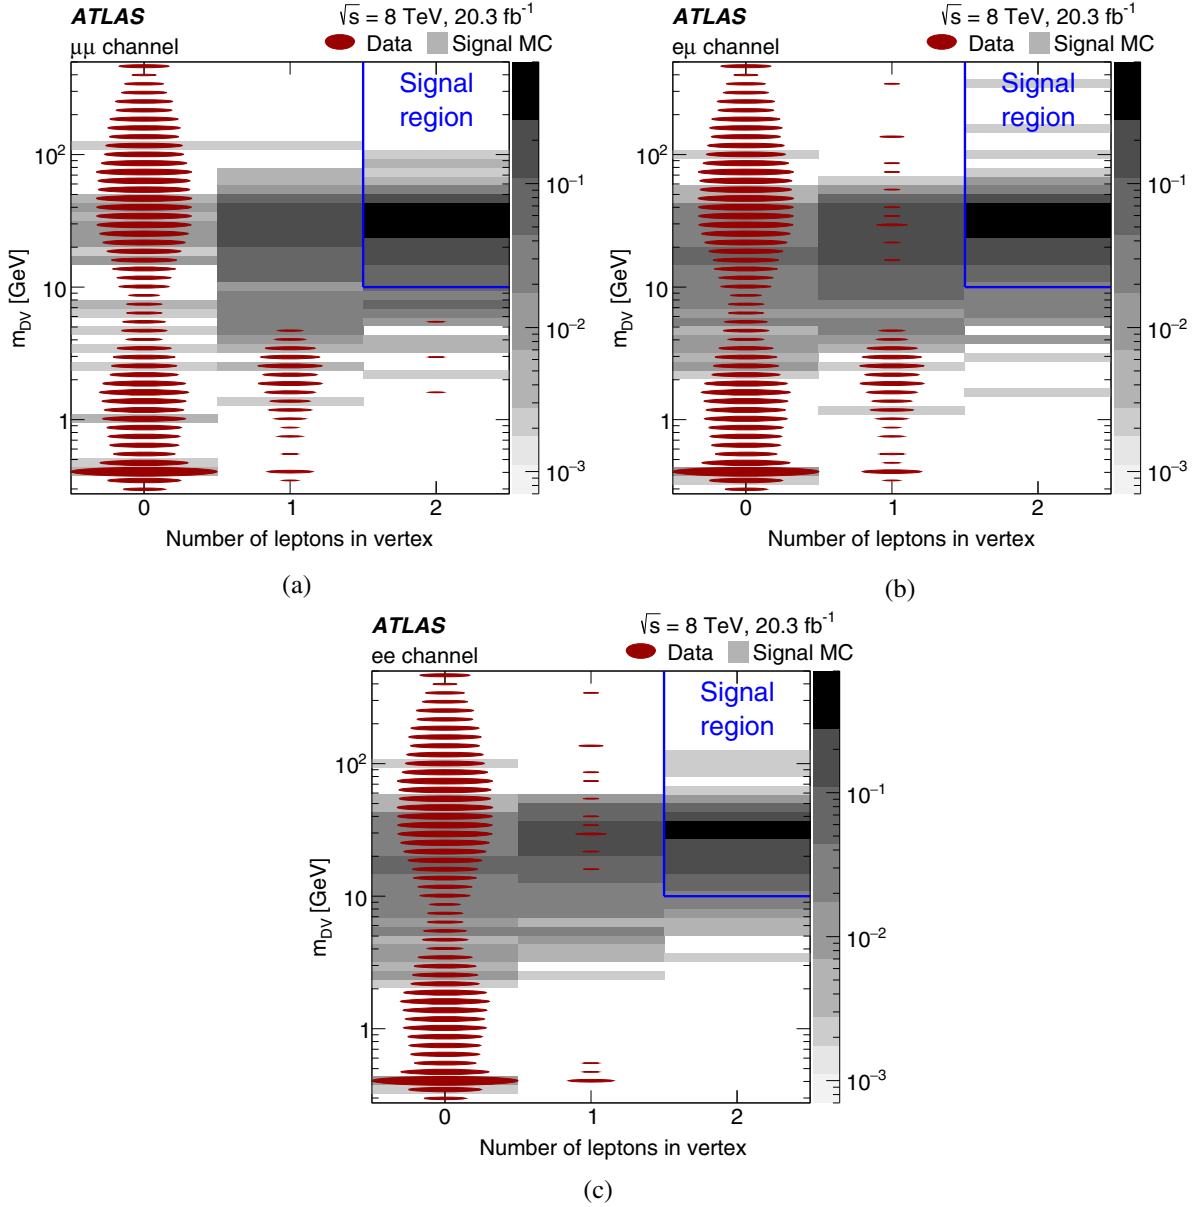 ATLAS
√s = 8 TeV, 20.3 fb⁻¹
μμ channel
Data
Signal MC
Signal
region
10²
10
1
m_DV [GeV]
10⁻¹
10⁻²
10⁻³
0 1 2
Number of leptons in vertex
(a)
ATLAS
√s = 8 TeV, 20.3 fb⁻¹
eμ channel
Data
Signal MC
Signal
region
10²
10
1
m_DV [GeV]
10⁻¹
10⁻²
10⁻³
0 1 2
Number of leptons in vertex
(b)
ATLAS
√s = 8 TeV, 20.3 fb⁻¹
ee channel
Data
Signal MC
Signal
region
10²
10
1
m_DV [GeV]
10⁻¹
10⁻²
10⁻³
0 1 2
Number of leptons in vertex
(c)